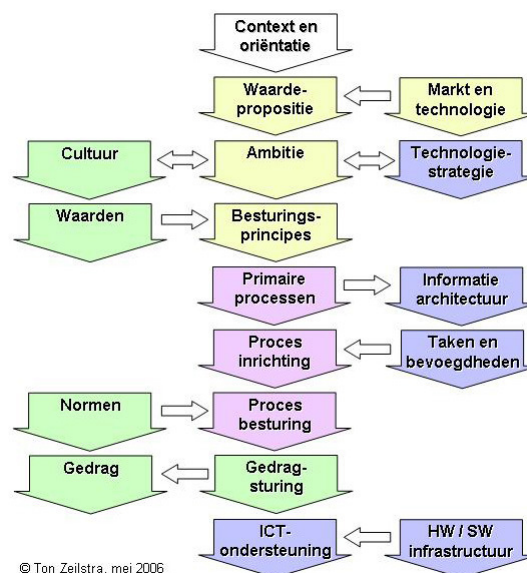 Context en
oriëntatie
Waarde-
propositie
Markt en
technologie
Cultuur
Ambitie
Technologie-
strategie
Waarden
Besturings-
principes
Primaire
processen
Informatie
architectuur
Proces
inrichting
Taken en
bevoegdheden
Normen
Proces
besturing
Gedrag
Gedrag-
sturing
ICT-
ondersteuning
HW / SW
infrastructuur
© Ton Zeilstra, mei 2006